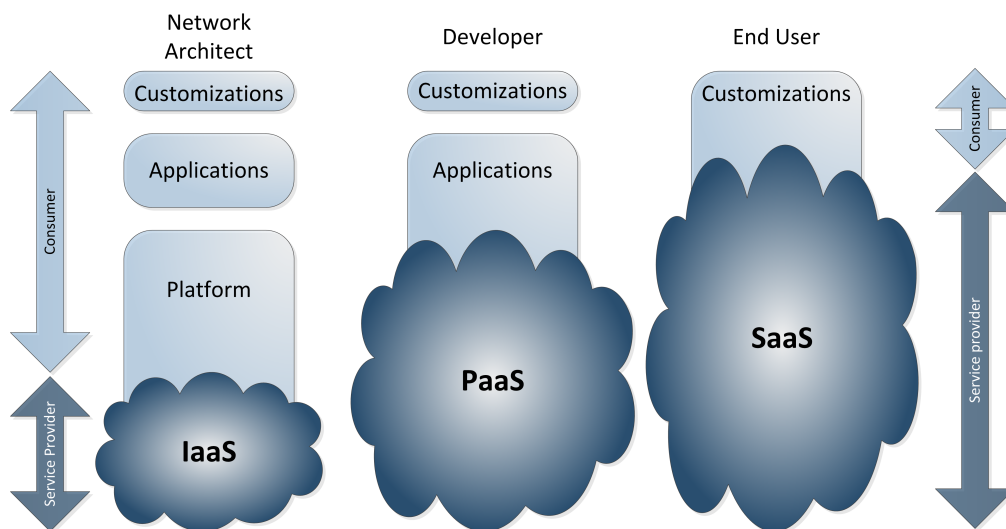 Network
Architect
Developer
End User
Customizations
Customizations
Customizations
Applications
Applications
Platform
IaaS
PaaS
SaaS
Consumer
Service Provider
Consumer
Service provider